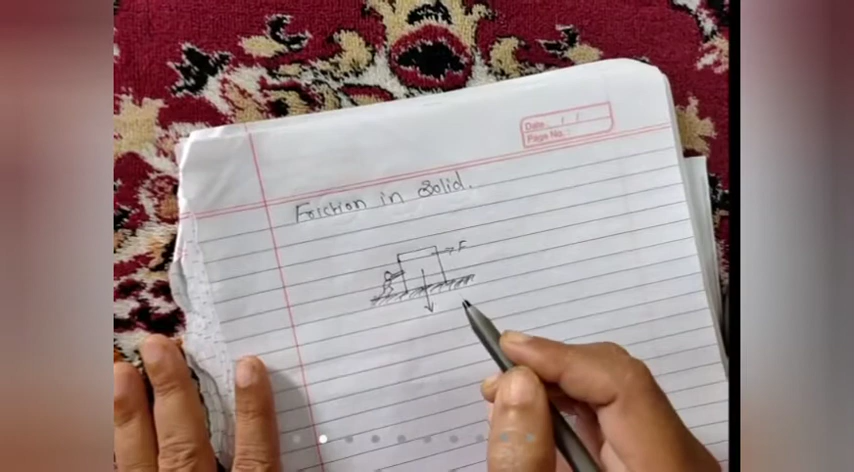 Date: / /
Page No.:
Friction in Solid.
F